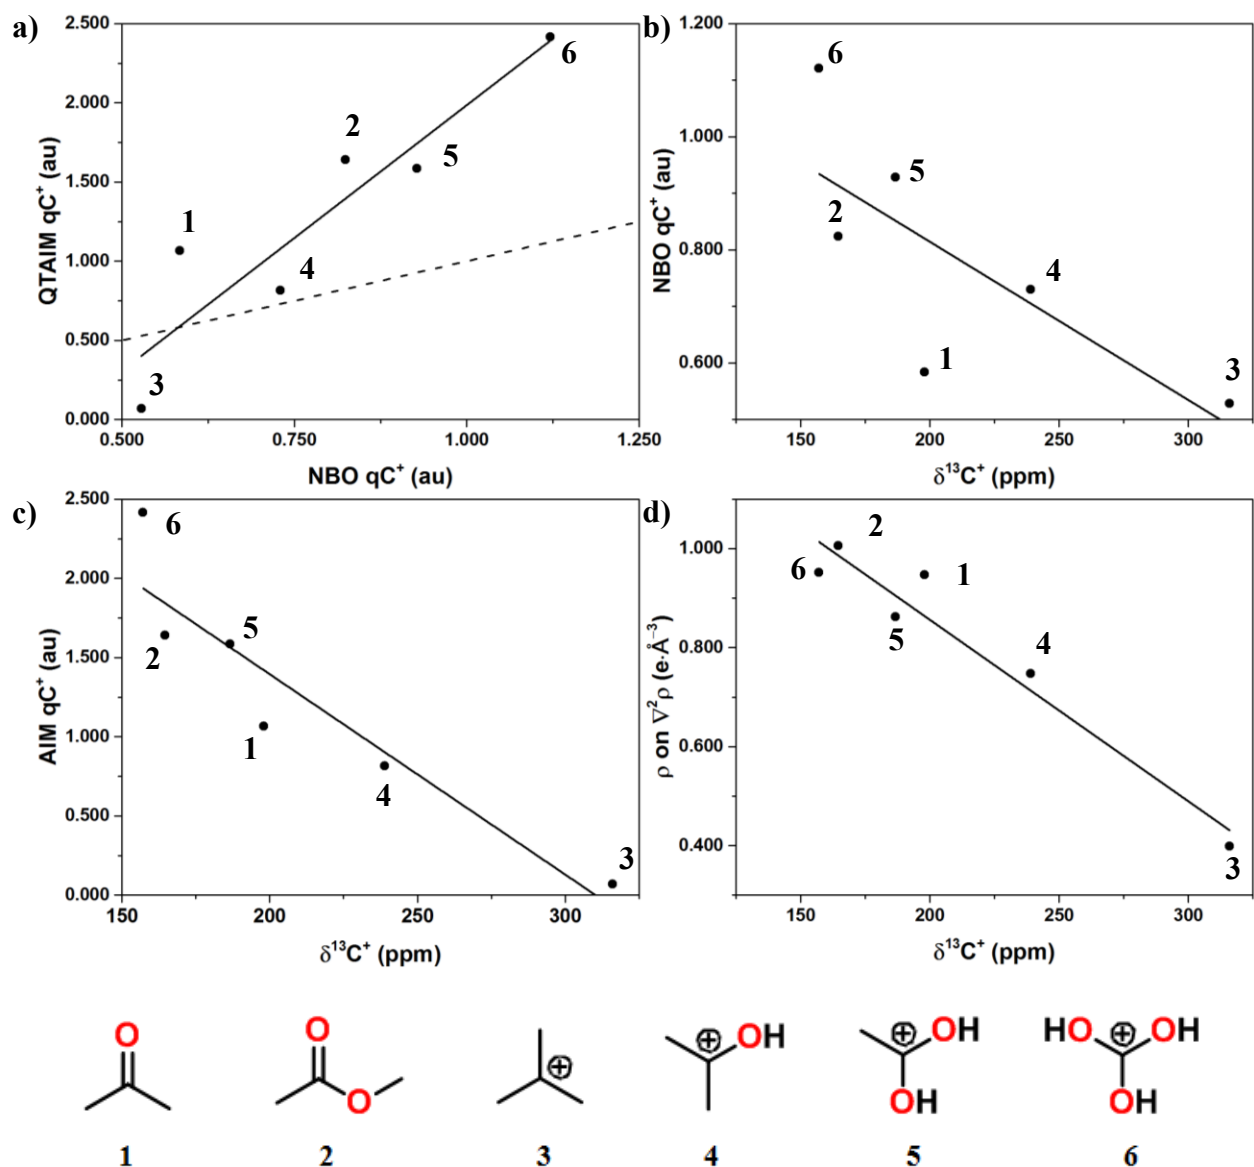 a)
2.500
2.000
1.500
1.000
0.500
0.000
QTAIM qC⁺ (au)
6
2
5
1
4
3
0.500 0.750 1.000 1.250
NBO qC⁺ (au)
b)
1.200
1.000
0.800
0.600
NBO qC⁺ (au)
6
5
2
4
1
3
150 200 250 300
δ¹³C⁺ (ppm)
c)
2.500
2.000
1.500
1.000
0.500
0.000
AIM qC⁺ (au)
6
5
2
1
4
3
150 200 250 300
δ¹³C⁺ (ppm)
d)
1.000
0.800
0.600
0.400
ρ on ∇²ρ (e·Å⁻³)
2
6
1
5
4
3
150 200 250 300
δ¹³C⁺ (ppm)
O
O
O
+
+
OH
+
OH
OH
HO
+
OH
OH
1 2 3 4 5 6